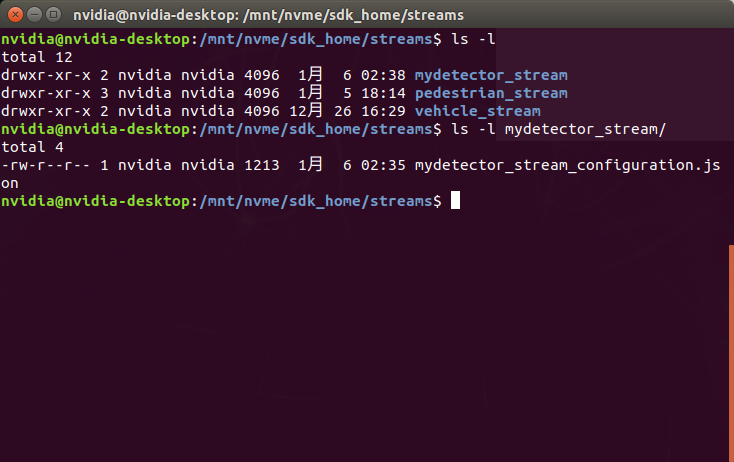 nvidia@nvidia-desktop: /mnt/nvme/sdk_home/streams
nvidia@nvidia-desktop:/mnt/nvme/sdk_home/streams$ ls -l
total 12
drwxr-xr-x 2 nvidia nvidia 4096  1月  6 02:38 mydetector_stream
drwxr-xr-x 3 nvidia nvidia 4096  1月  5 18:14 pedestrian_stream
drwxr-xr-x 2 nvidia nvidia 4096 12月 26 16:29 vehicle_stream
nvidia@nvidia-desktop:/mnt/nvme/sdk_home/streams$ ls -l mydetector_stream/
total 4
-rw-r--r-- 1 nvidia nvidia 1213  1月  6 02:35 mydetector_stream_configuration.js
on
nvidia@nvidia-desktop:/mnt/nvme/sdk_home/streams$